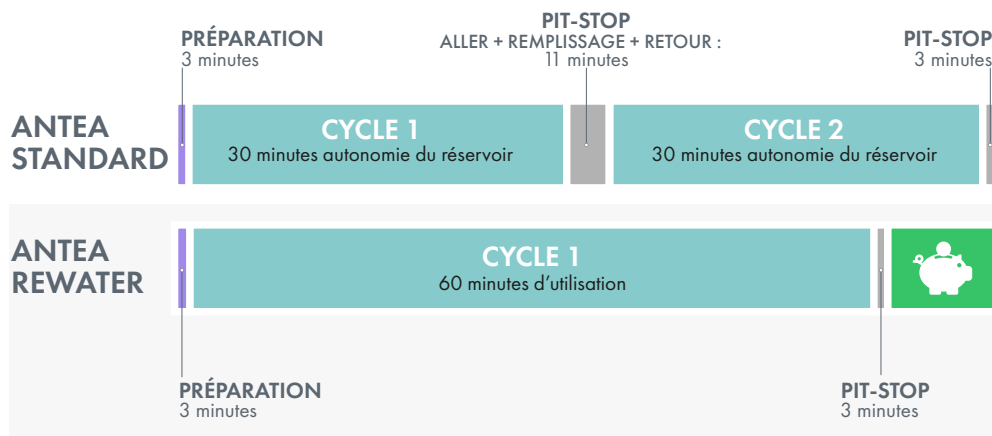 PIT-STOP
PRÉPARATION
ALLER + REMPLISSAGE + RETOUR :
PIT-STOP
3 minutes
11 minutes
3 minutes
ANTEA
STANDARD
CYCLE 1
30 minutes autonomie du réservoir
CYCLE 2
30 minutes autonomie du réservoir
ANTEA
REWATER
CYCLE 1
60 minutes d’utilisation
PRÉPARATION
3 minutes
PIT-STOP
3 minutes